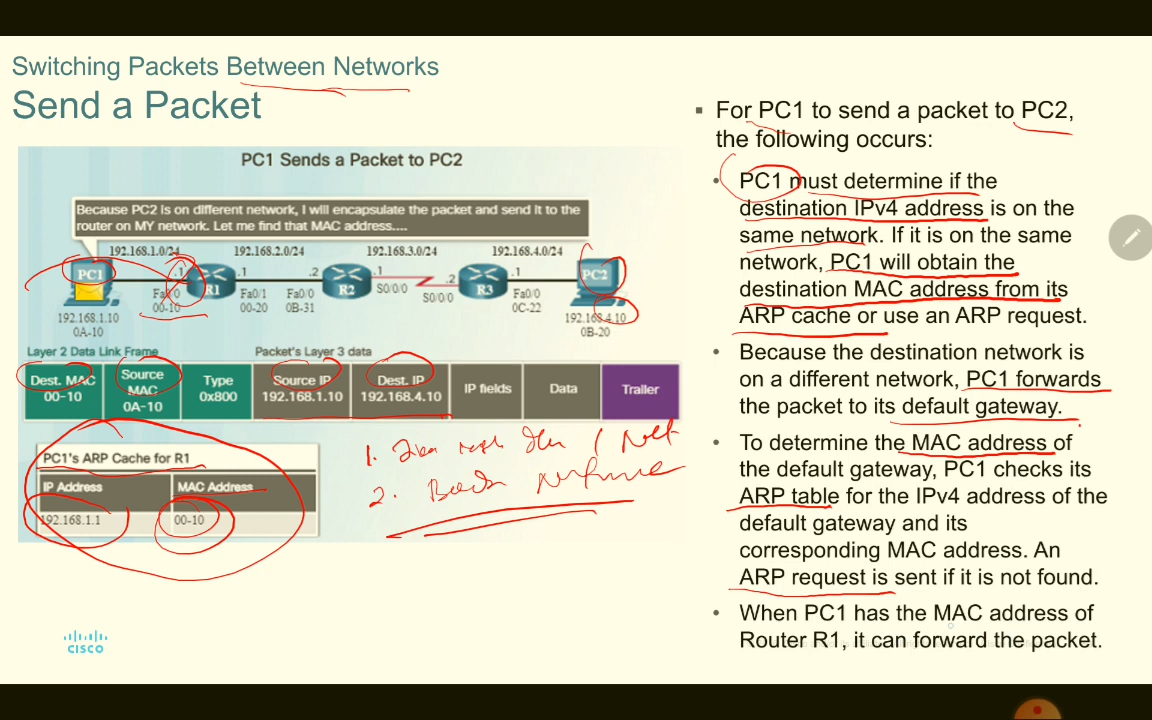 Switching Packets Between Networks
Send a Packet
PC1 Sends a Packet to PC2
Because PC2 is on different network, I will encapsulate the packet and send it to the
router on MY network. Let me find that MAC address....
192.168.1.0/24 192.168.2.0/24 192.168.3.0/24 192.168.4.0/24
PC1 .1 R1 .1 .2 R2 .1 .2 R3 .1 PC2
Fa0/0 Fa0/1 Fa0/0 S0/0/0 S0/0/0 Fa0/0
00-10 00-20 0B-31 0C-22
192.168.1.10 192.168.4.10
0A-10 0B-20
Layer 2 Data Link Frame Packet's Layer 3 data
Dest. MAC
00-10
Source
MAC
0A-10
Type
0x800
Source IP
192.168.1.10
Dest. IP
192.168.4.10
IP fields
Data
Trailer
PC1's ARP Cache for R1
IP Address MAC Address
192.168.1.1 00-10
1.
2.
CISCO
▪ For PC1 to send a packet to PC2,
the following occurs:
• PC1 must determine if the
destination IPv4 address is on the
same network. If it is on the same
network, PC1 will obtain the
destination MAC address from its
ARP cache or use an ARP request.
• Because the destination network is
on a different network, PC1 forwards
the packet to its default gateway.
• To determine the MAC address of
the default gateway, PC1 checks its
ARP table for the IPv4 address of the
default gateway and its
corresponding MAC address. An
ARP request is sent if it is not found.
• When PC1 has the MAC address of
Router R1, it can forward the packet.